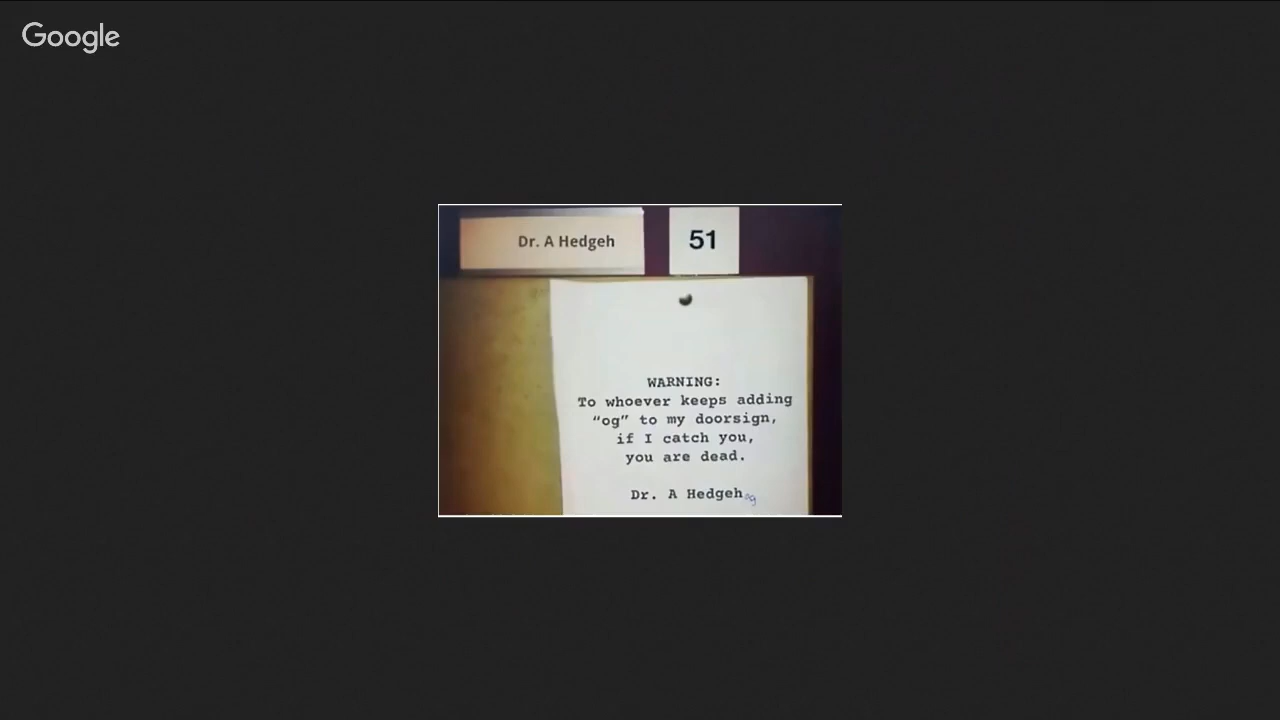 Google
Dr. A Hedgeh
51
WARNING:
To whoever keeps adding
“og” to my doorsign,
if I catch you,
you are dead.
Dr. A Hedgehog